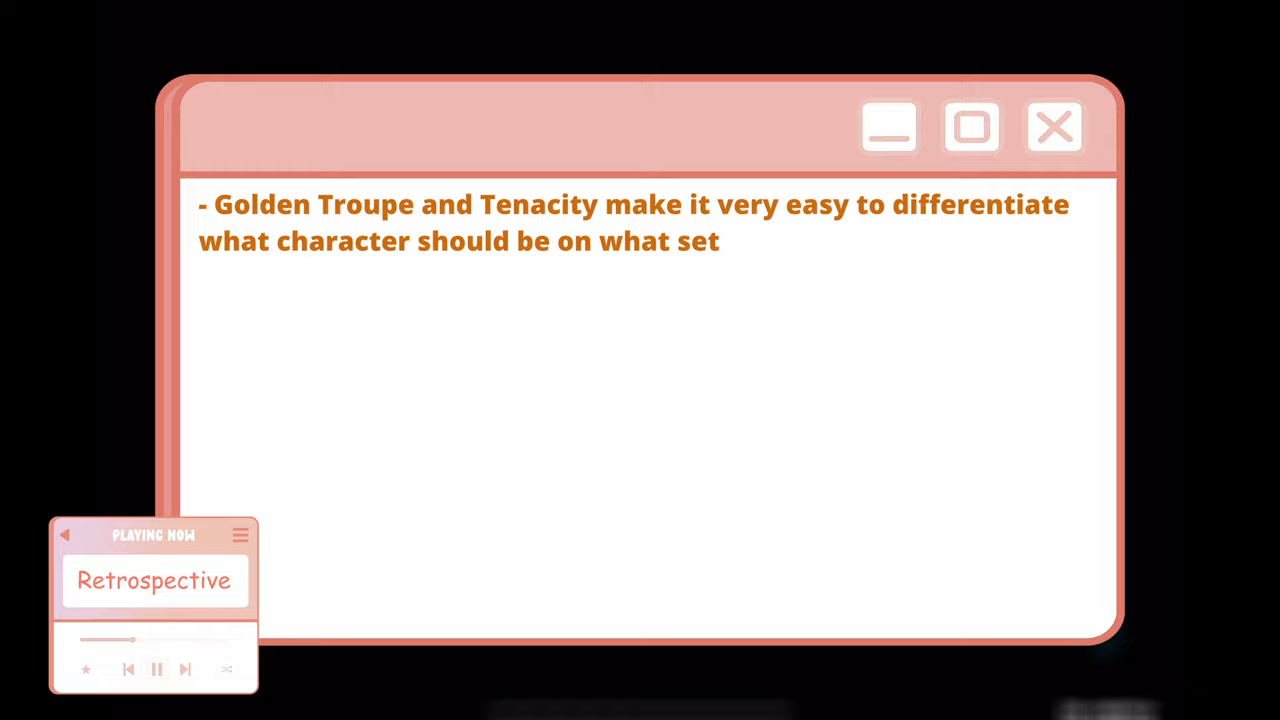 - Golden Troupe and Tenacity make it very easy to differentiate
what character should be on what set
PLAYING NOW
Retrospective